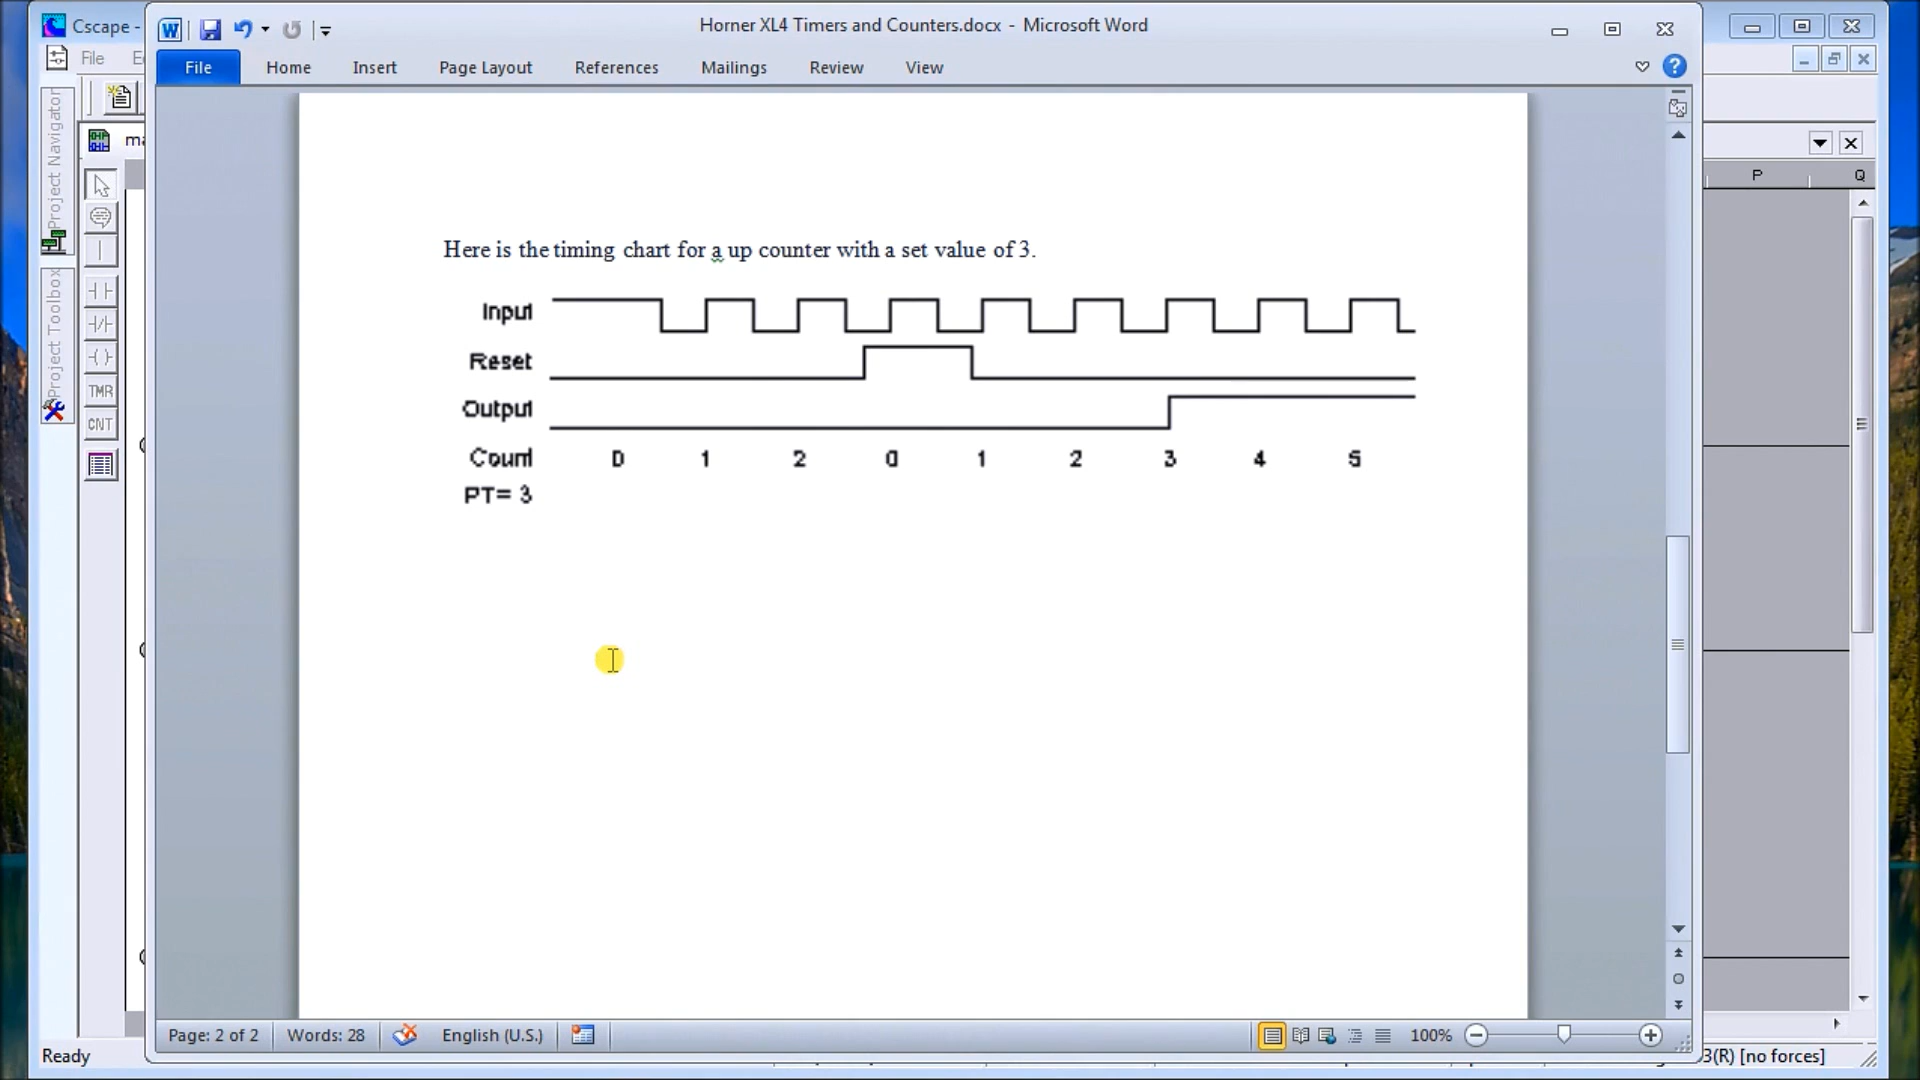 Cscape -
Horner XL4 Timers and Counters.docx - Microsoft Word
File
File Home Insert Page Layout References Mailings Review View
Project Navigator
Project Toolbox
TMR
CNT
P Q
Here is the timing chart for a up counter with a set value of 3.
Input
Reset
Output
Count 0 1 2 0 1 2 3 4 5
PT= 3
Page: 2 of 2 Words: 28 English (U.S.) 100%
Ready
3(R) [no forces]